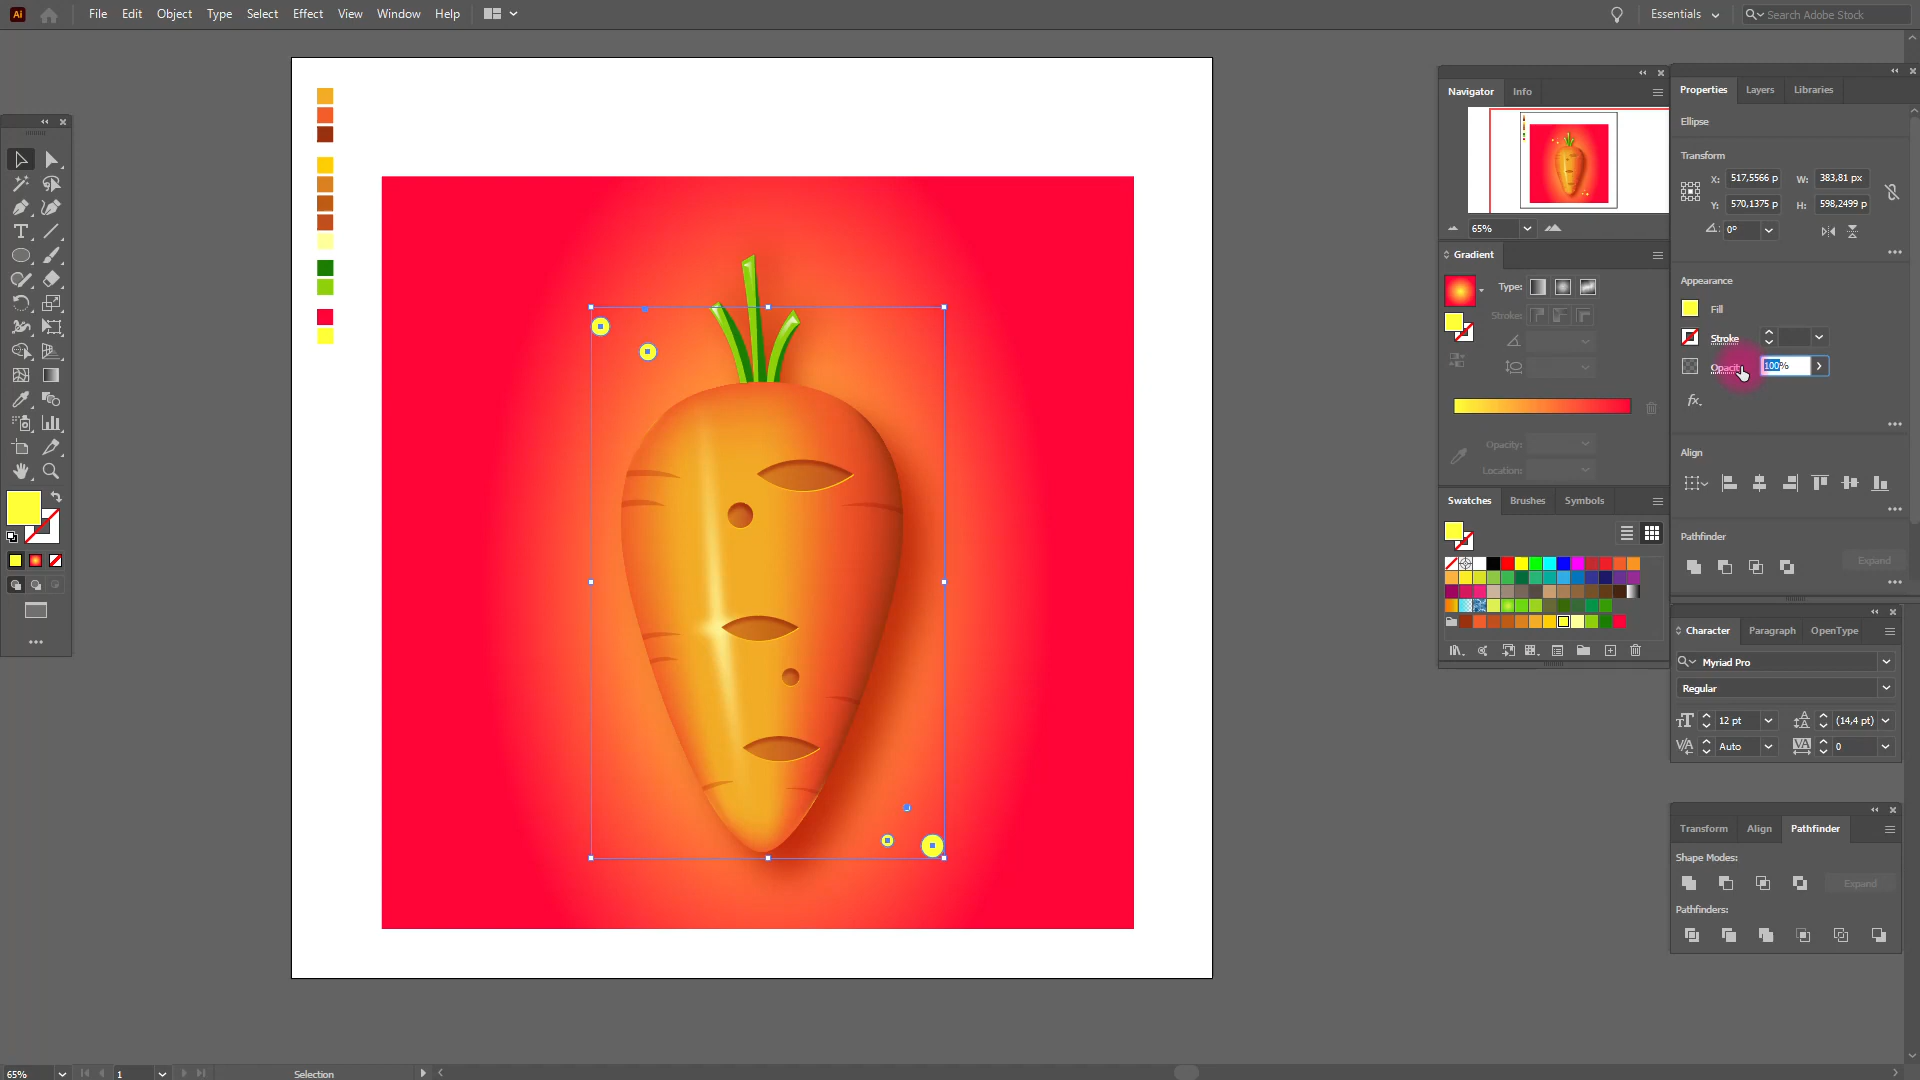 Ai
File Edit Object Type Select Effect View Window Help
Essentials
Search Adobe Stock
Navigator Info
65%
Gradient
Type:
Stroke:
Opacity:
Location:
Swatches Brushes Symbols
Properties Layers Libraries
Ellipse
Transform
X: 517,5566 p W: 383,81 px
Y: 570,1375 p H: 598,2499 p
0°
Appearance
Fill
Stroke
Opacity 100%
fx
Align
Pathfinder
Expand
Character Paragraph OpenType
Myriad Pro
Regular
12 pt (14,4 pt)
Auto 0
Transform Align Pathfinder
Shape Modes:
Expand
Pathfinders:
65% 1 Selection